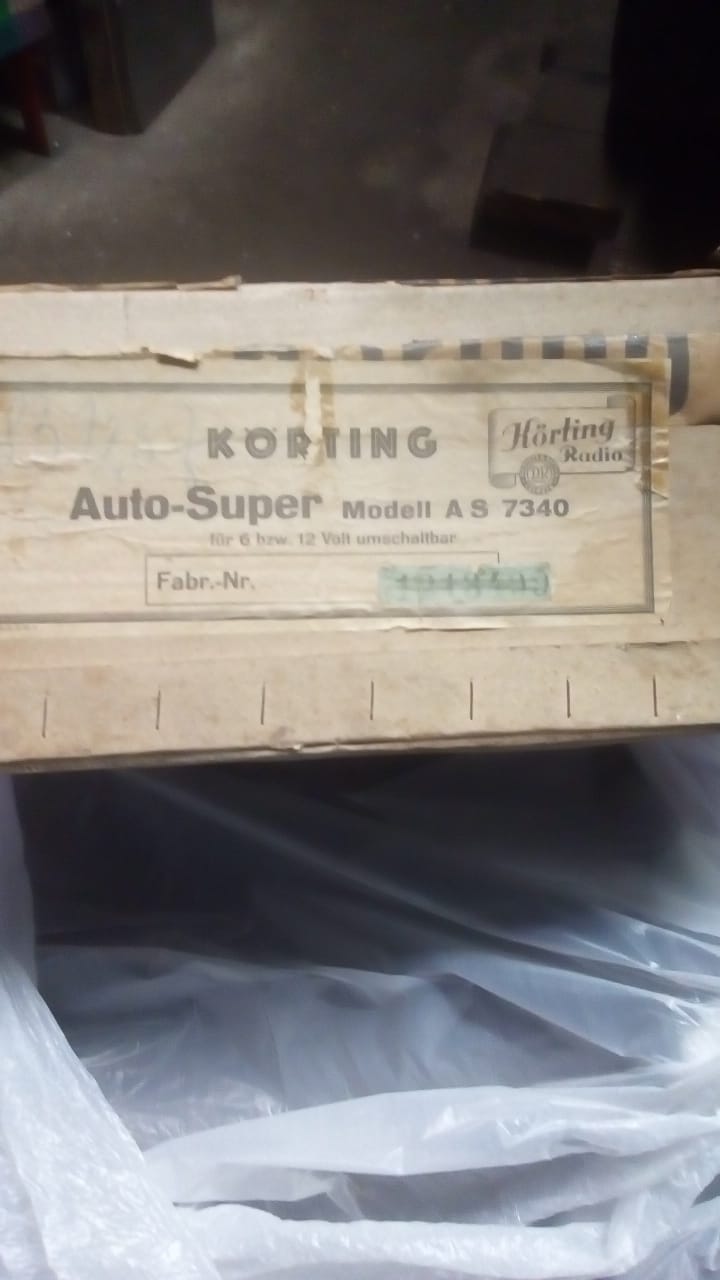 KÖRTING
Körting
Radio
Auto-Super Modell AS 7340
für 6 bzw. 12 Volt umschaltbar
Fabr.-Nr.